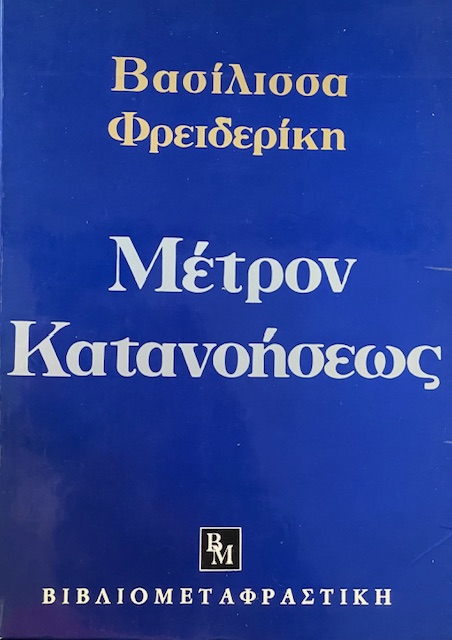 Βασίλισσα
Φρειδερίκη
Μέτρον
Κατανοήσεως
ΒΜ
ΒΙΒΛΙΟΜΕΤΑΦΡΑΣΤΙΚΗ